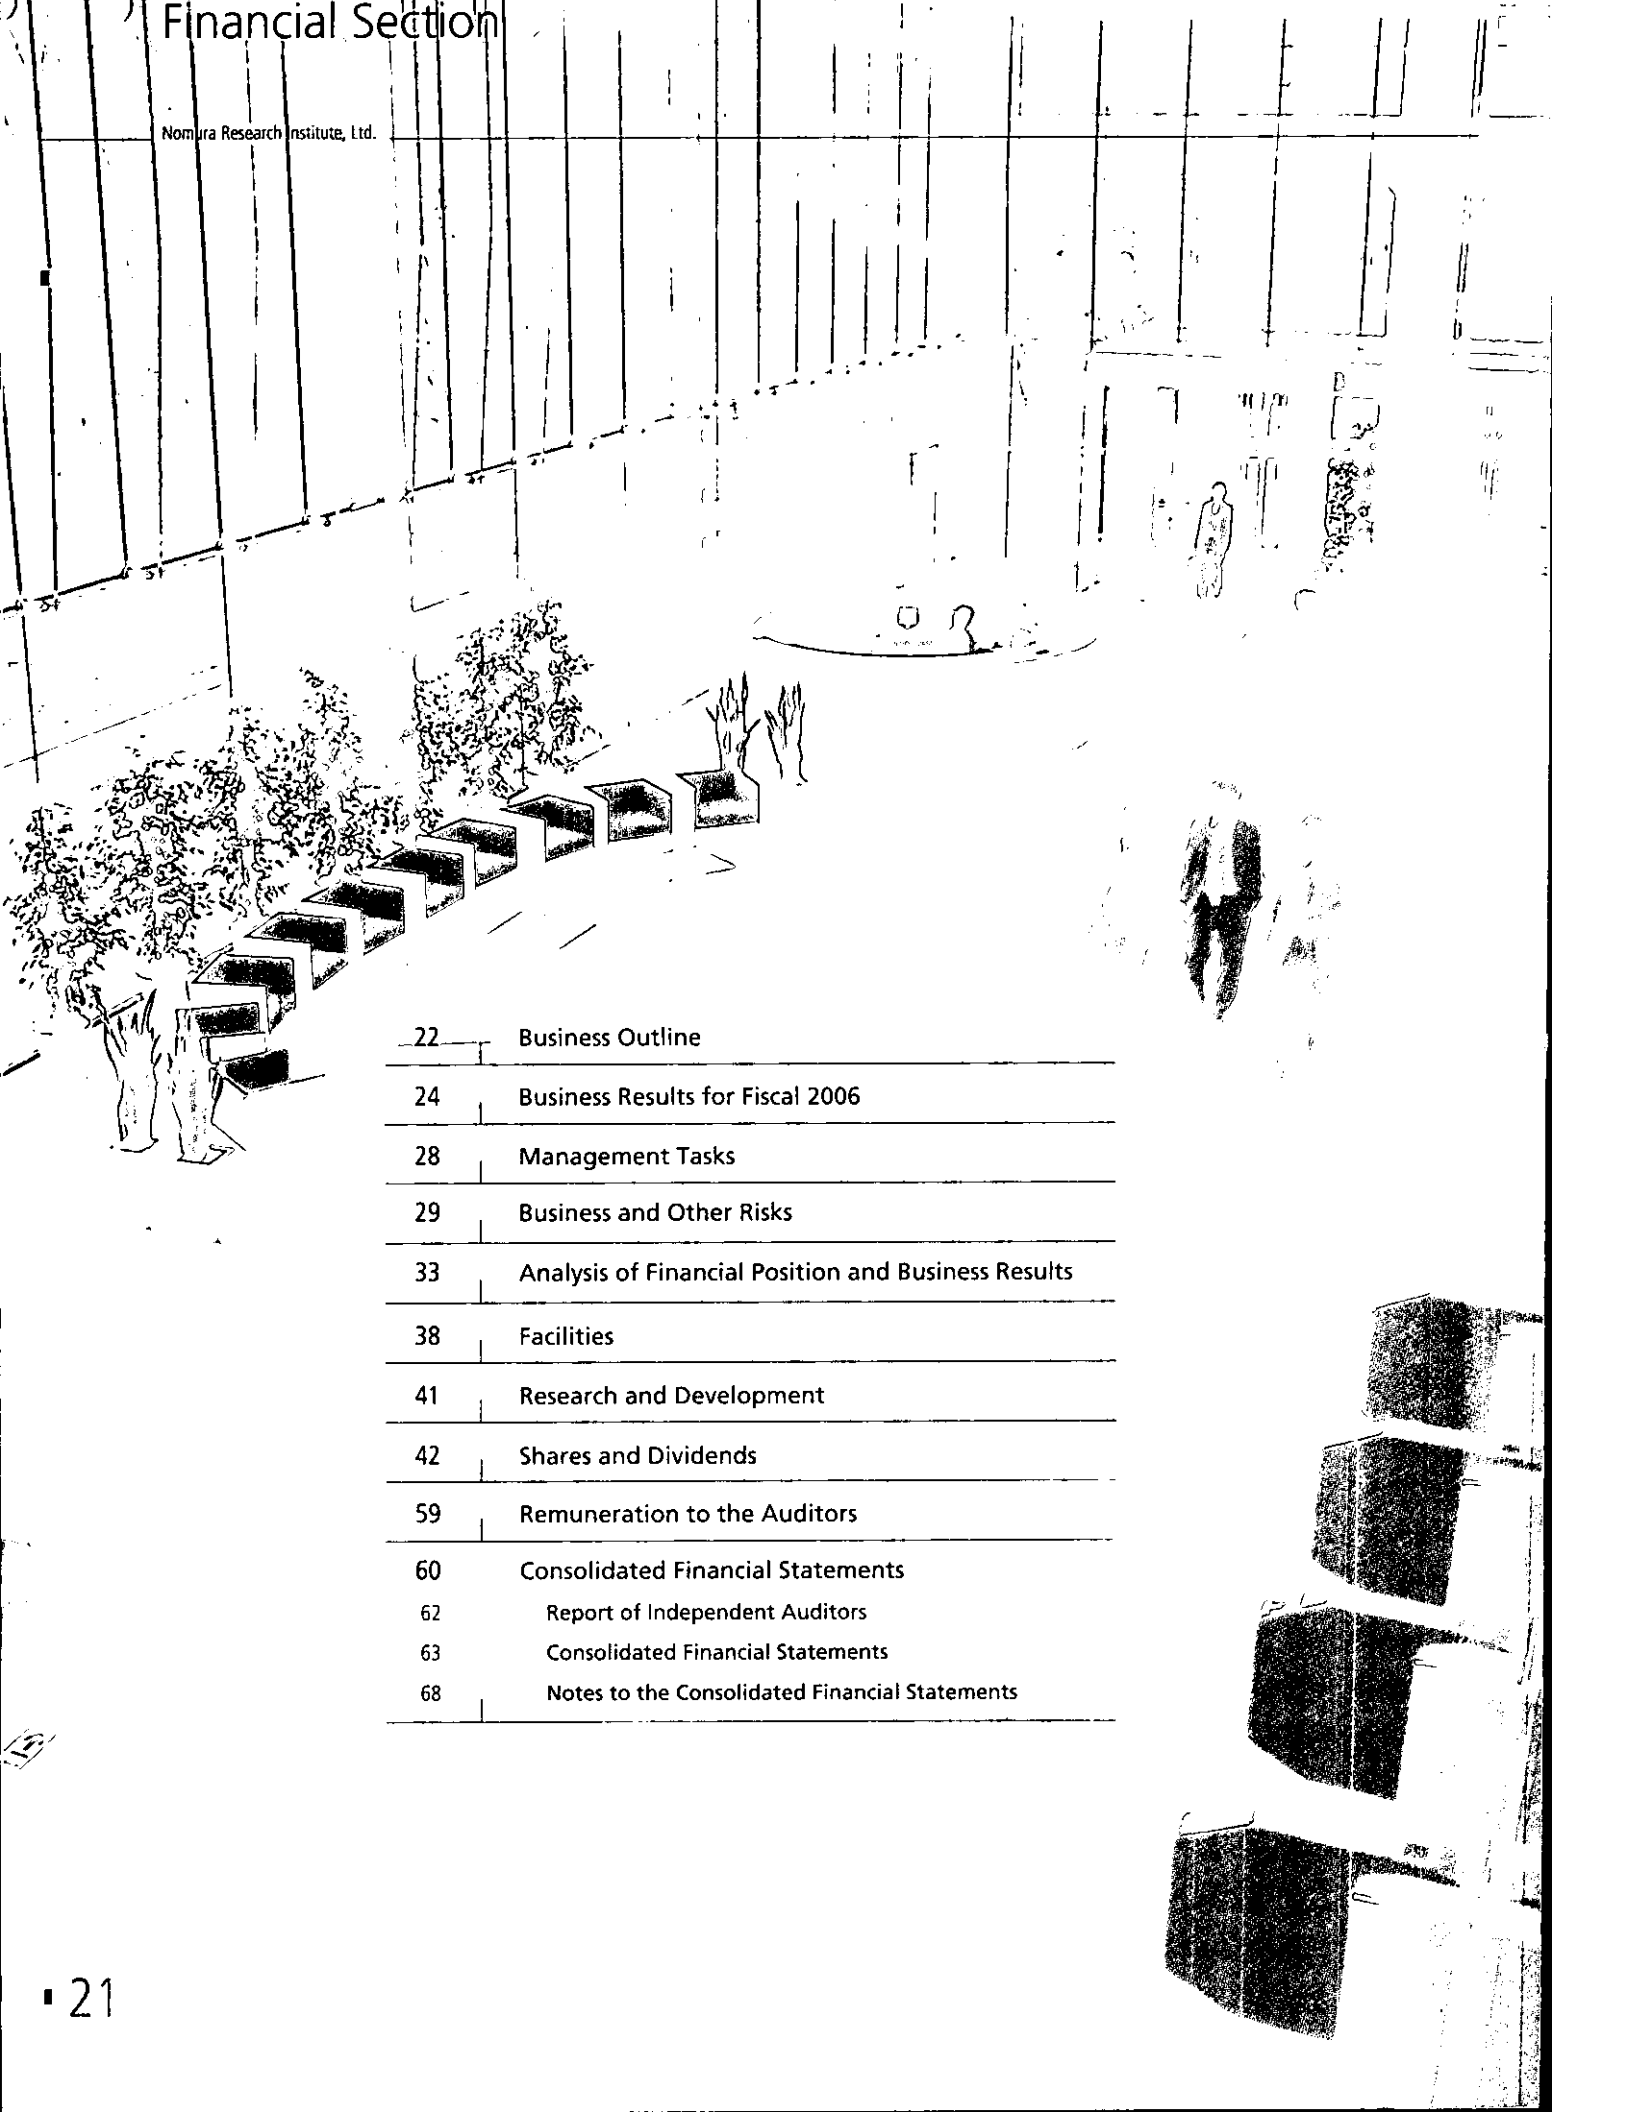 Financial Section
Nomura Research Institute, Ltd.
22 Business Outline
24 Business Results for Fiscal 2006
28 Management Tasks
29 Business and Other Risks
33 Analysis of Financial Position and Business Results
38 Facilities
41 Research and Development
42 Shares and Dividends
59 Remuneration to the Auditors
60 Consolidated Financial Statements
62 Report of Independent Auditors
63 Consolidated Financial Statements
68 Notes to the Consolidated Financial Statements
21